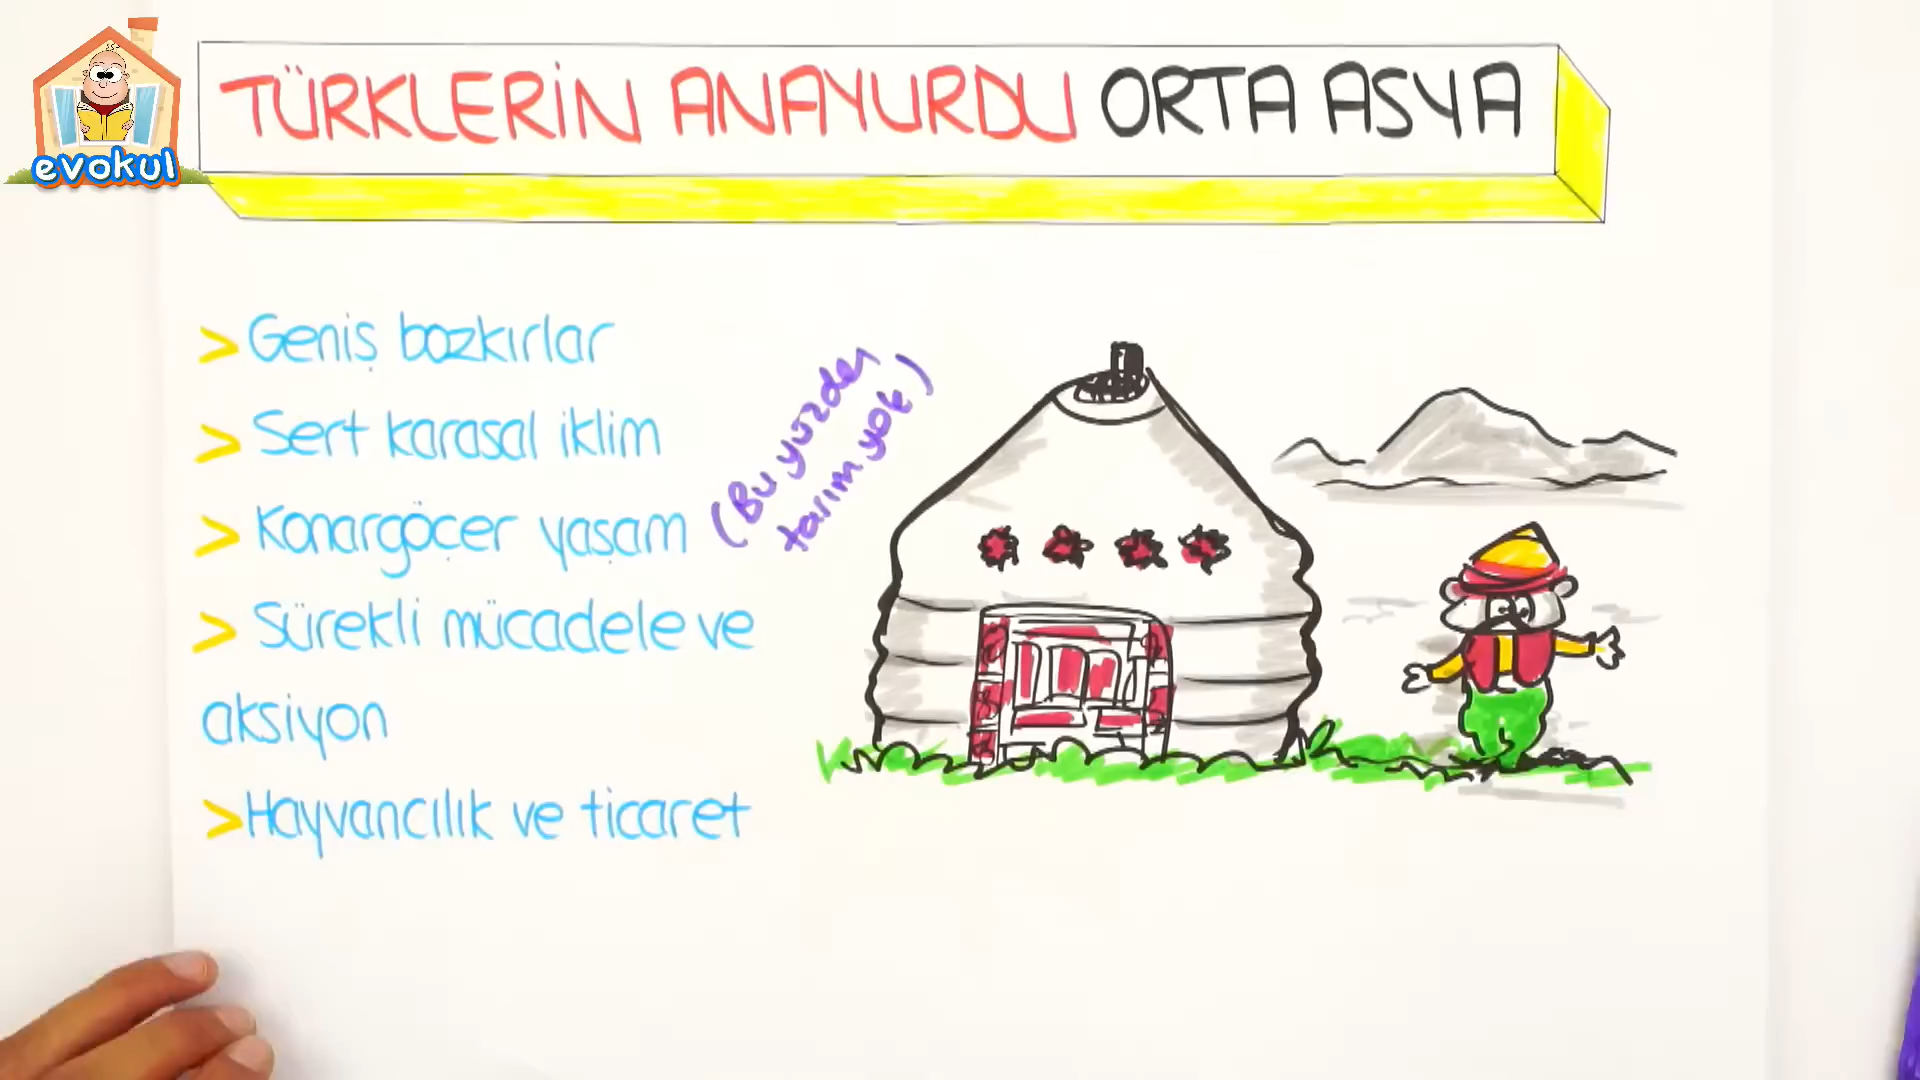 evokul
TÜRKLERİN ANAYURDU ORTA ASYA
> Geniş bozkırlar
> Sert karasal iklim
> Konargöçer yaşam
(Bu yüzden
tarım yok)
> Sürekli mücadele ve
aksiyon
> Hayvancılık ve ticaret